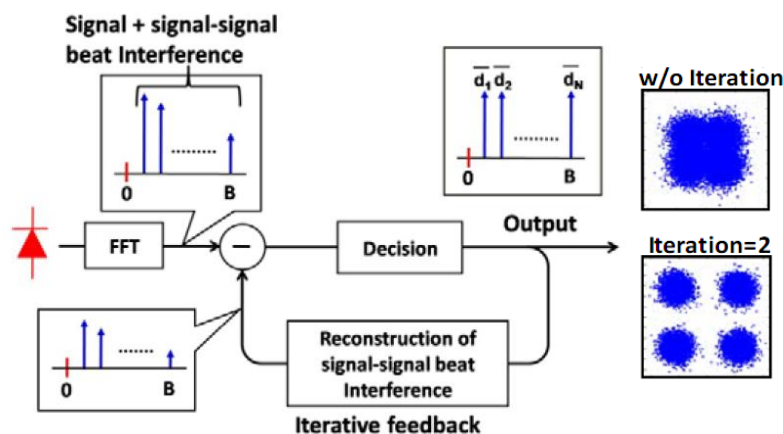 Signal + signal-signal
beat Interference
0
B
d1 d2 dN
0
B
w/o Iteration
FFT
−
Decision
Output
Iteration=2
0
B
Reconstruction of
signal-signal beat
Interference
Iterative feedback